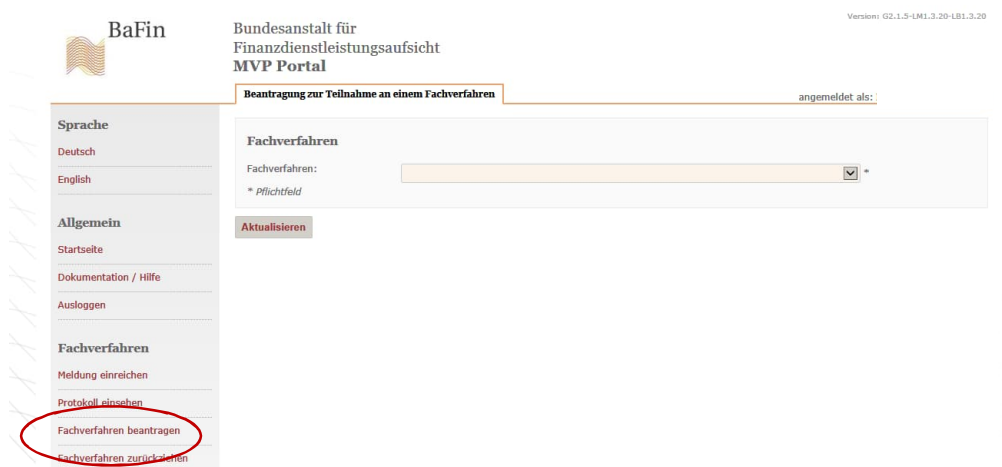 Version: G2.1.5-LM1.3.20-LB1.3.20
BaFin
Bundesanstalt für
Finanzdienstleistungsaufsicht
MVP Portal
Beantragung zur Teilnahme an einem Fachverfahren
angemeldet als:
Sprache
Deutsch
English
Allgemein
Startseite
Dokumentation / Hilfe
Ausloggen
Fachverfahren
Meldung einreichen
Protokoll einsehen
Fachverfahren beantragen
Fachverfahren zurückziehen
Fachverfahren
Fachverfahren: *
* Pflichtfeld
Aktualisieren